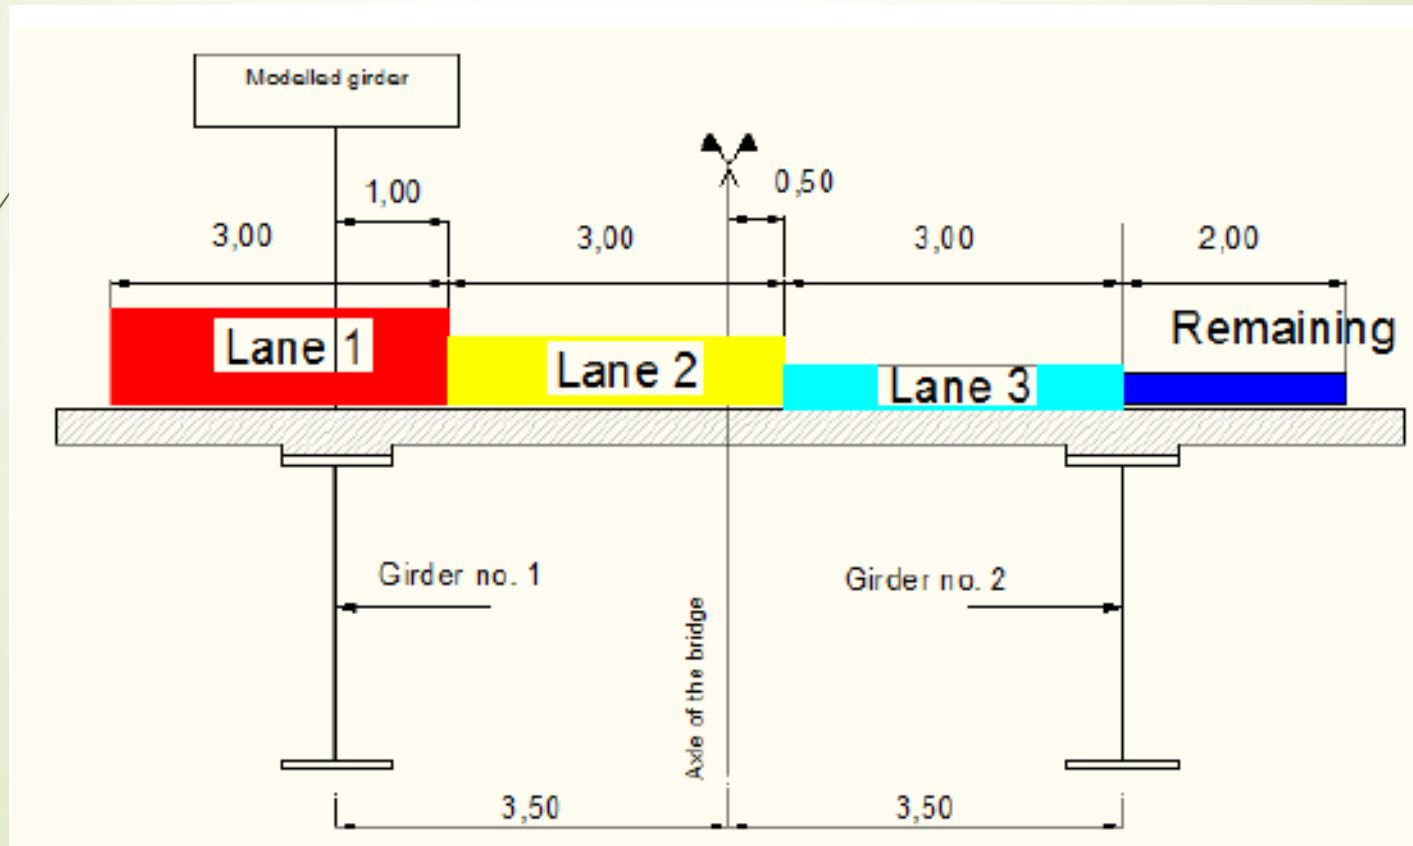 Modelled girder
1,00
0,50
3,00
3,00
3,00
2,00
Remaining
Lane 1
Lane 2
Lane 3
Girder no. 1
Girder no. 2
Axle of the bridge
3,50
3,50